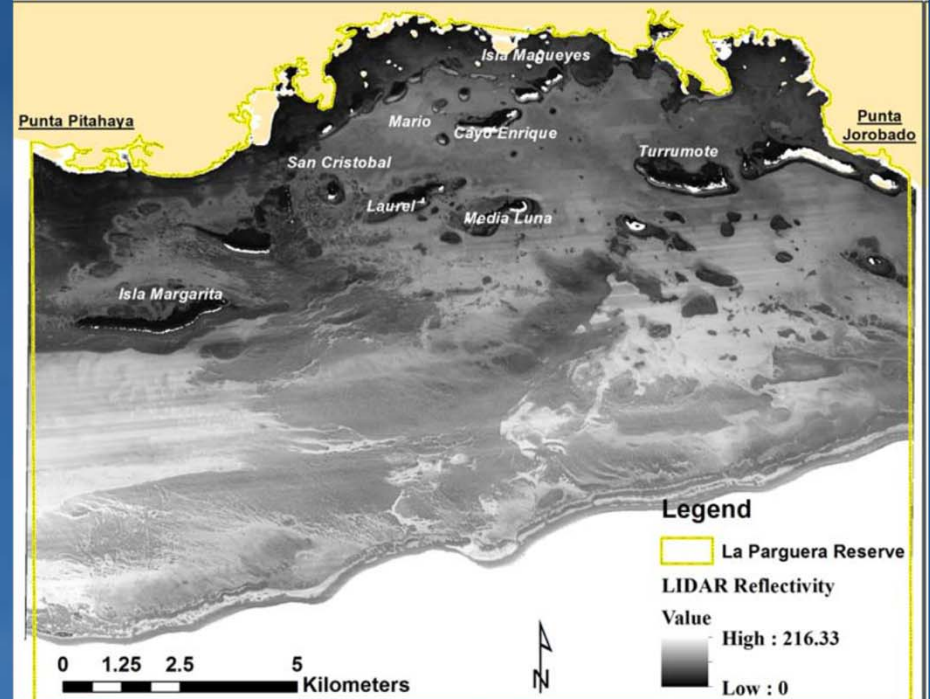 Isla Magueyes
Punta Pitahaya
Mario
Cayo Enrique
Punta
Jorobado
San Cristobal
Turrumote
Laurel
Media Luna
Isla Margarita
Legend
La Parguera Reserve
LIDAR Reflectivity
Value
High : 216.33
Low : 0
0 1.25 2.5 5
Kilometers
N